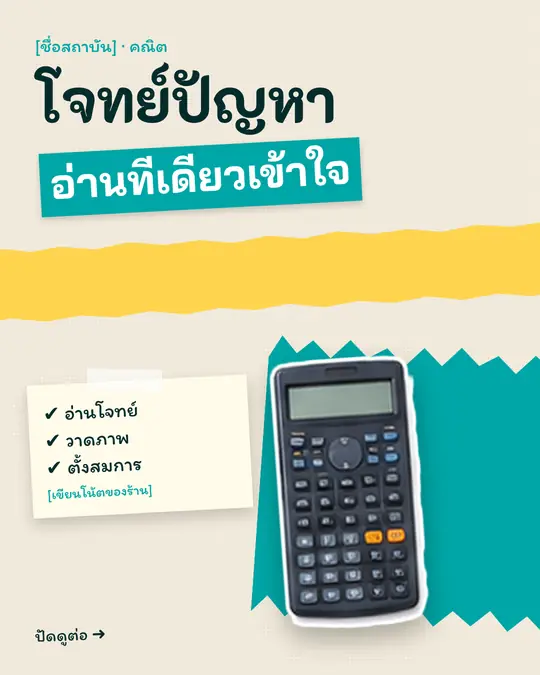 [ชื่อสถาบัน] · คณิต
โจทย์ปัญหา
อ่านทีเดียวเข้าใจ
✔ อ่านโจทย์
✔ วาดภาพ
✔ ตั้งสมการ
[เขียนโน้ตของร้าน]
ปัดดูต่อ ➜